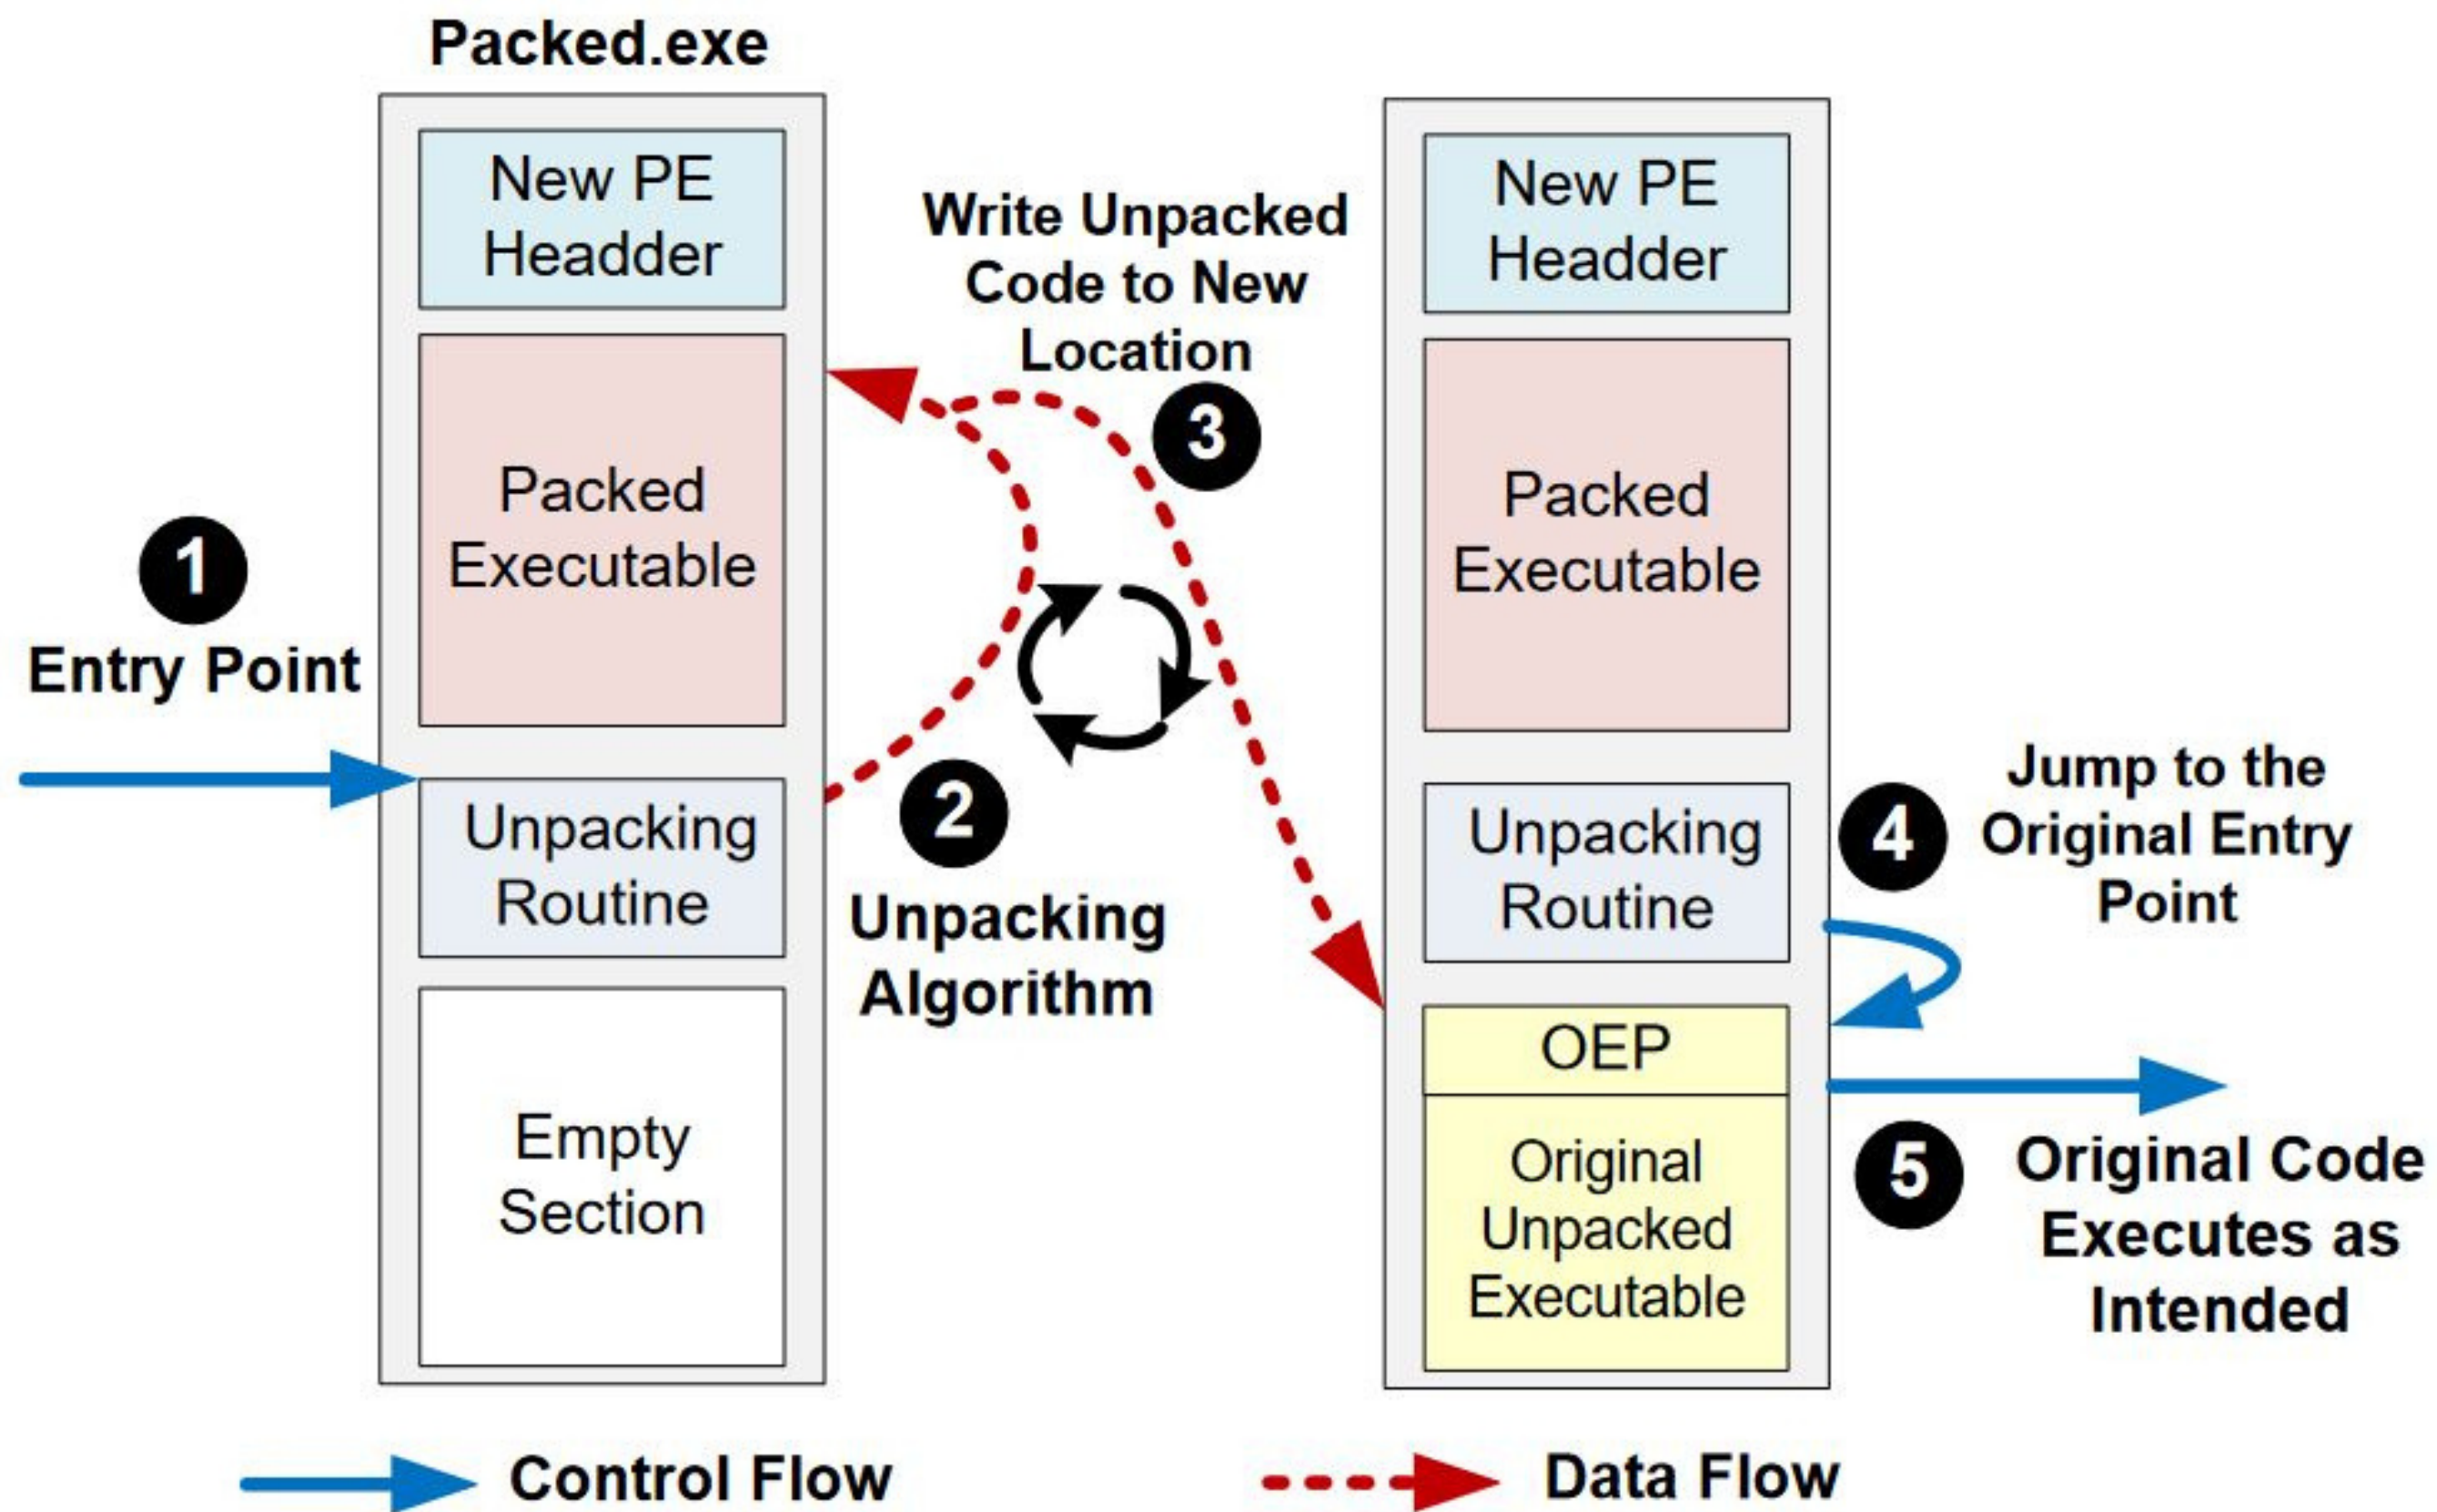 Packed.exe
New PE
Headder
Packed
Executable
1
Entry Point
Unpacking
Routine
Empty
Section
Write Unpacked
Code to New
Location
3
2
Unpacking
Algorithm
New PE
Headder
Packed
Executable
Unpacking
Routine
OEP
Original
Unpacked
Executable
4
Jump to the
Original Entry
Point
5
Original Code
Executes as
Intended
Control Flow
Data Flow